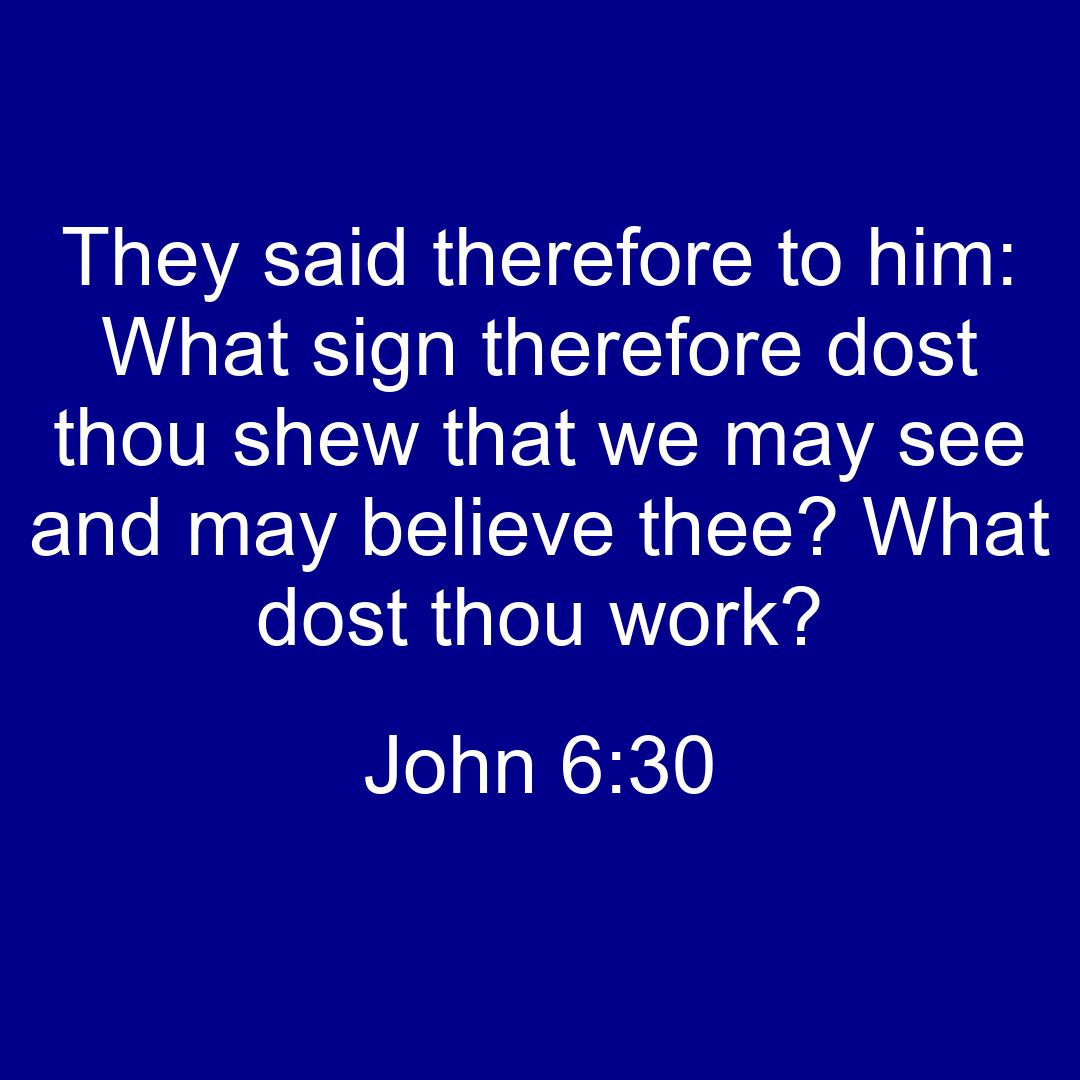 They said therefore to him:
What sign therefore dost
thou shew that we may see
and may believe thee? What
dost thou work?
John 6:30